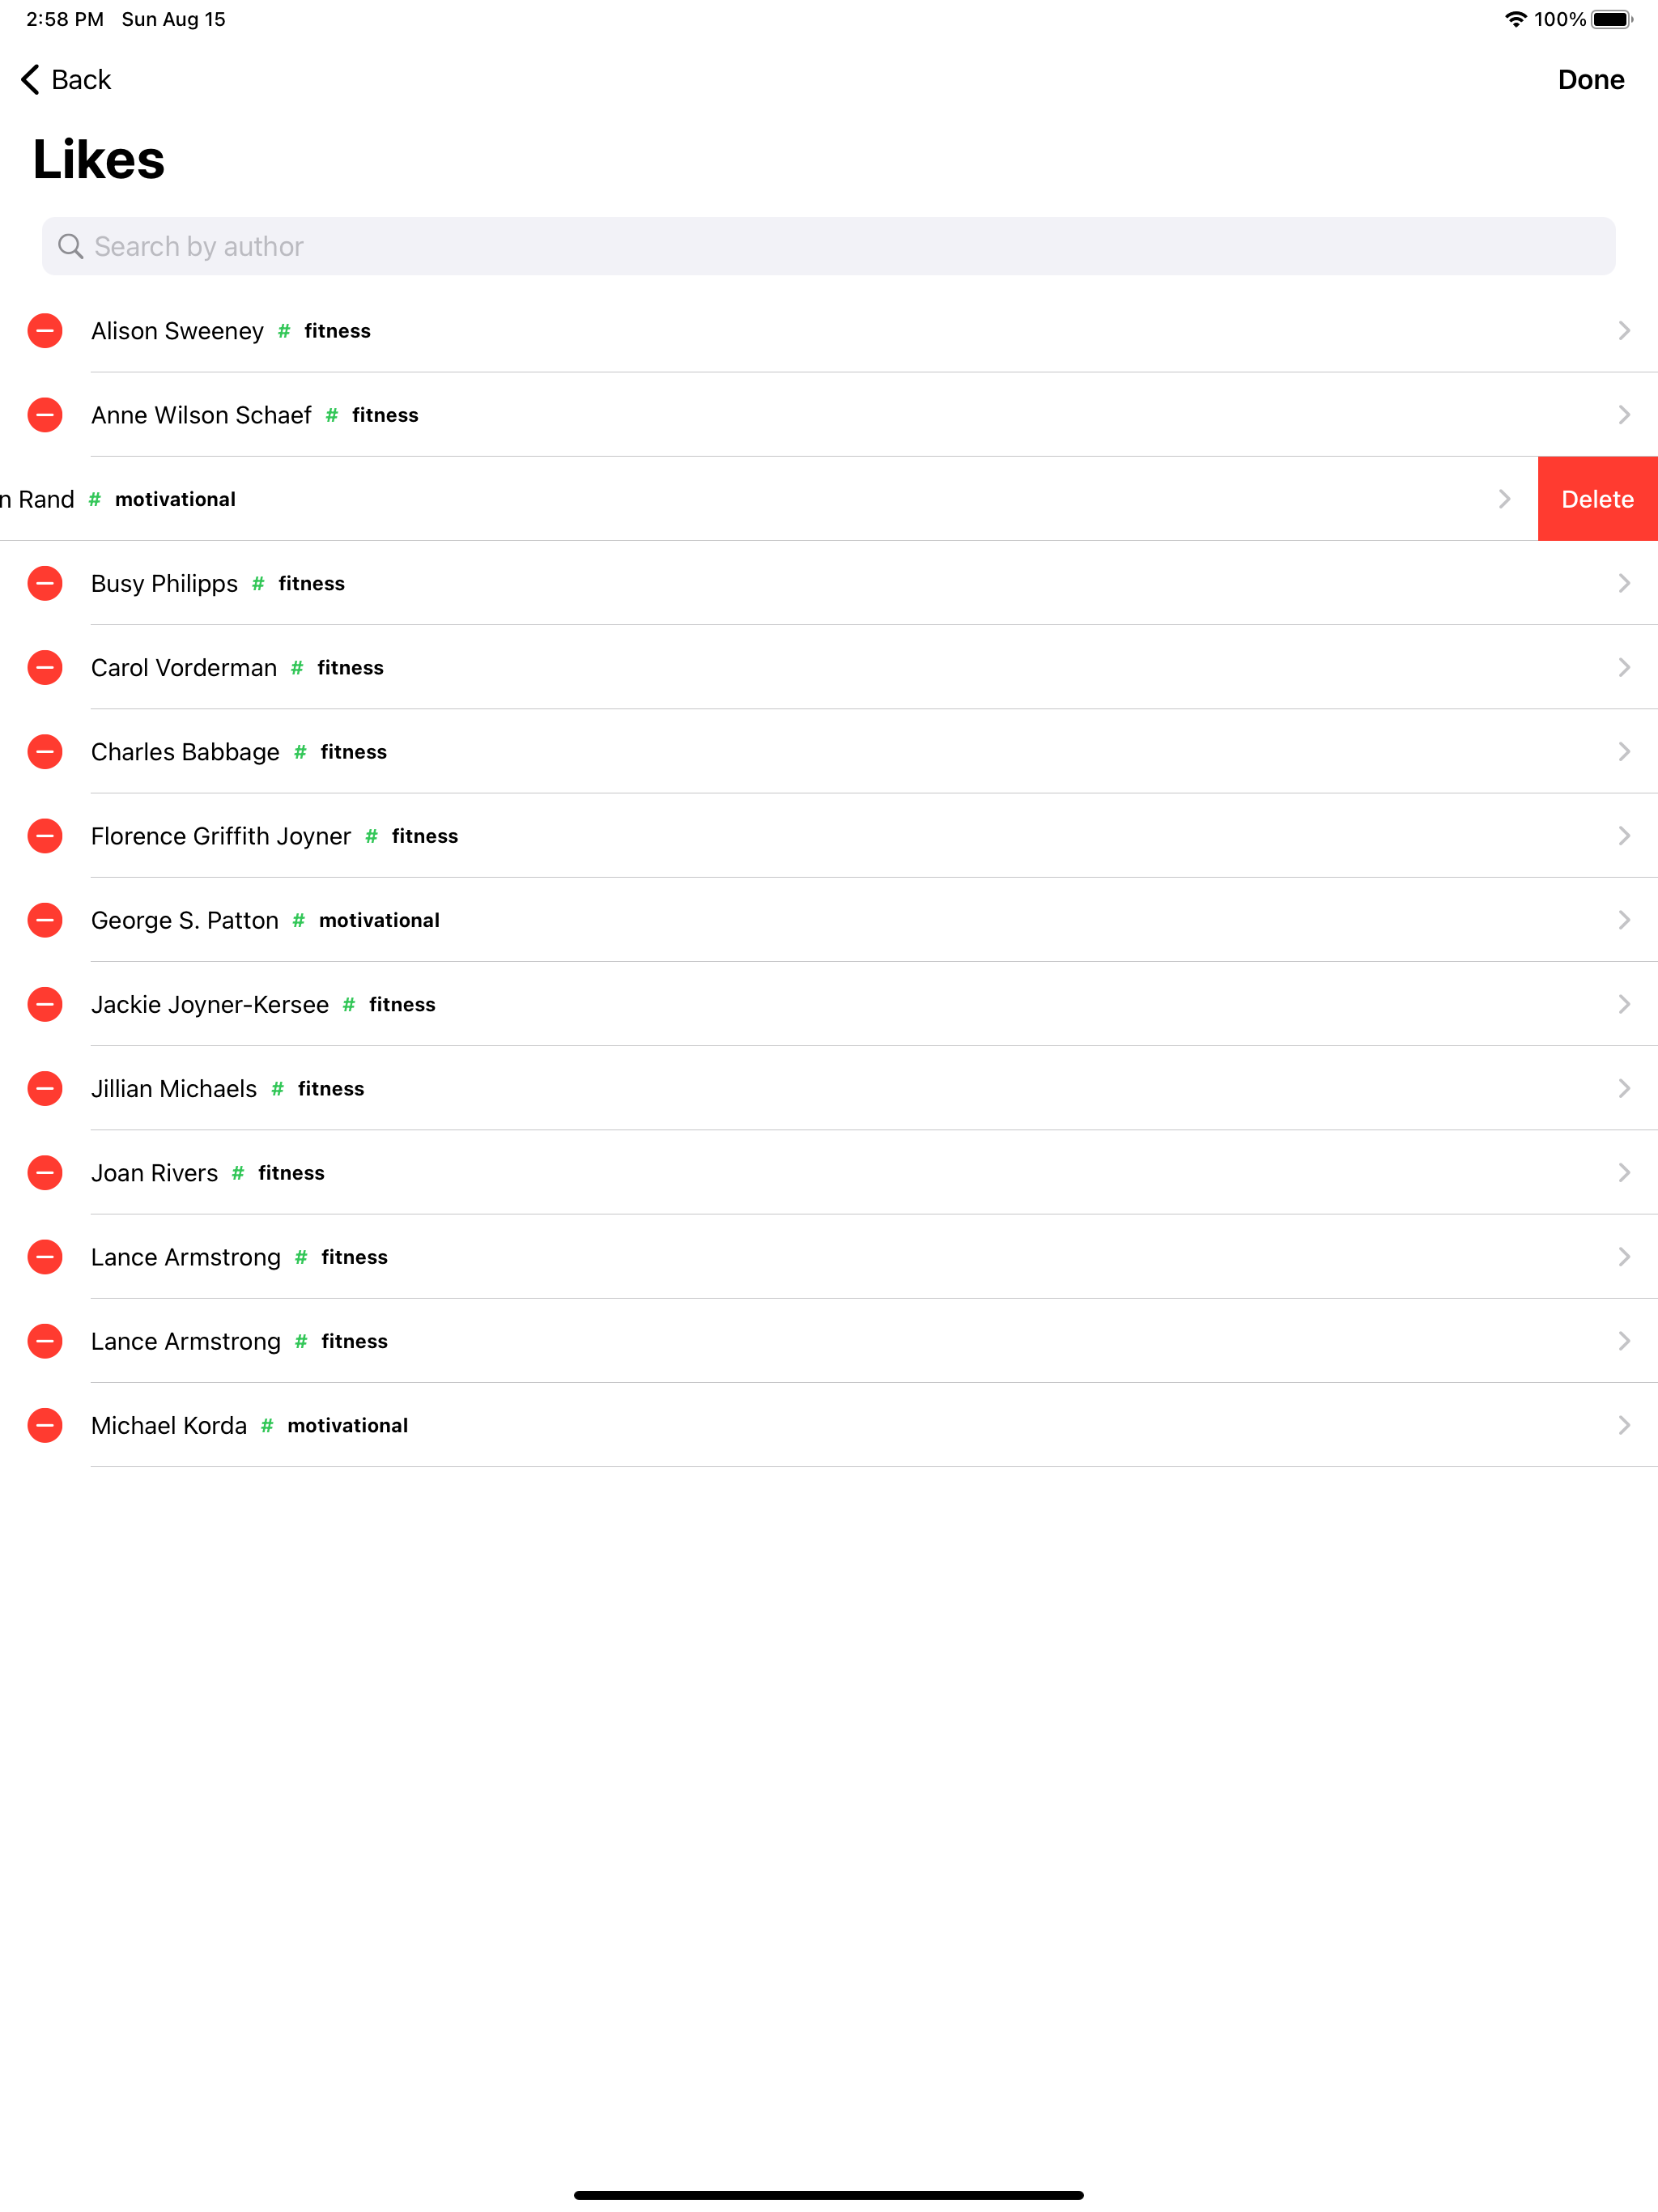 2:58 PM Sun Aug 15 100%
Back Done
Likes
Search by author
Alison Sweeney # fitness
Anne Wilson Schaef # fitness
n Rand # motivational Delete
Busy Philipps # fitness
Carol Vorderman # fitness
Charles Babbage # fitness
Florence Griffith Joyner # fitness
George S. Patton # motivational
Jackie Joyner-Kersee # fitness
Jillian Michaels # fitness
Joan Rivers # fitness
Lance Armstrong # fitness
Lance Armstrong # fitness
Michael Korda # motivational